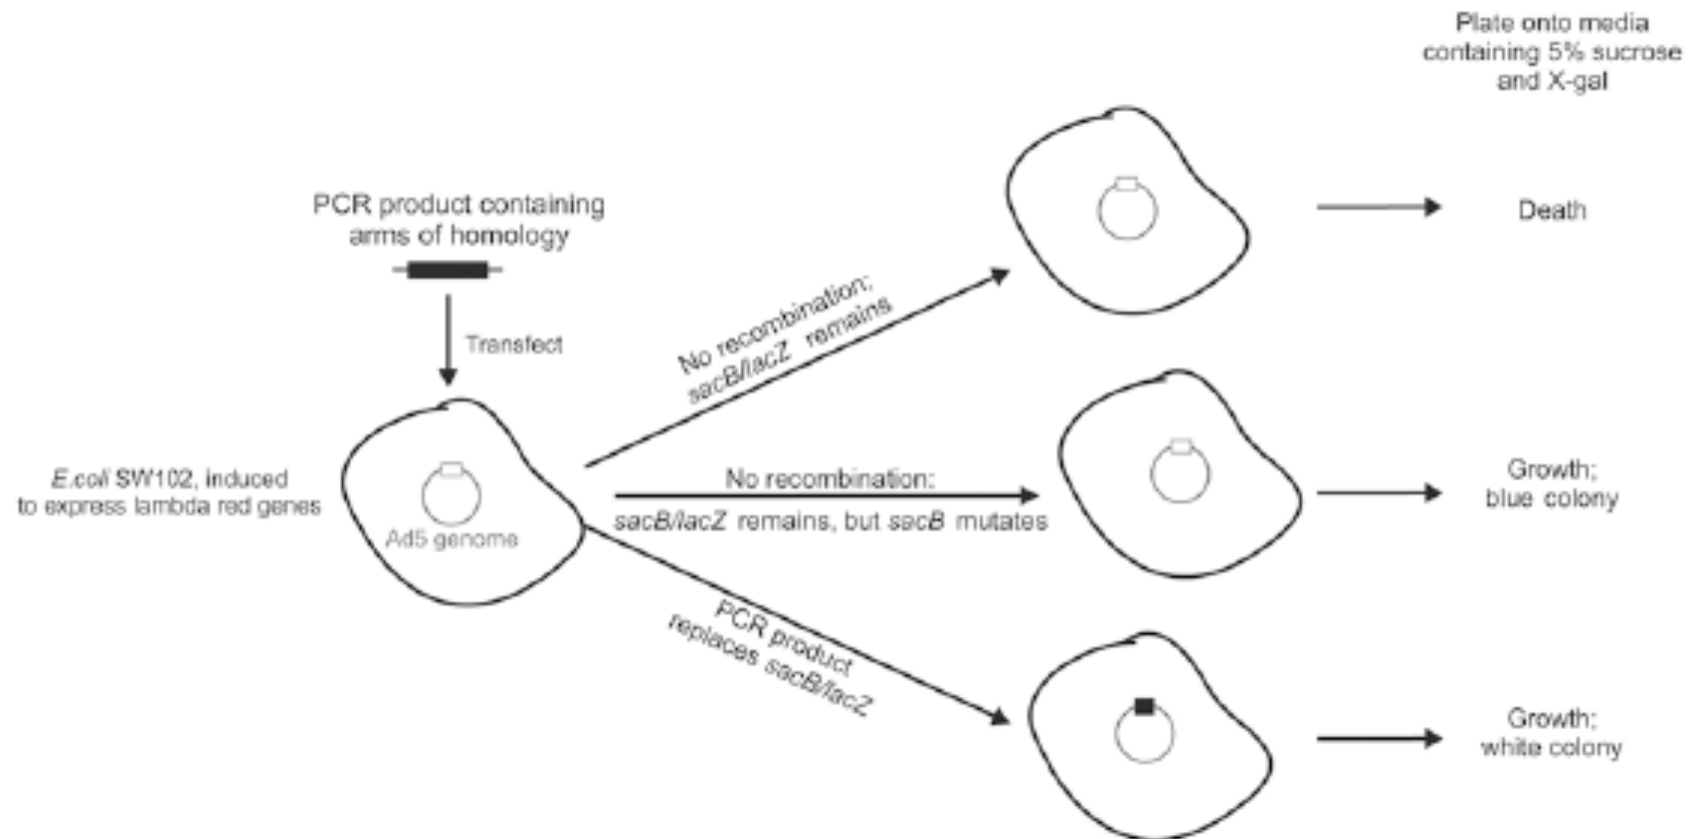 Plate onto media
containing 5% sucrose
and X-gal
PCR product containing
arms of homology
Transfect
E.coli SW102, induced
to express lambda red genes
Ad5 genome
No recombination:
sacB/lacZ remains
Death
No recombination:
sacB/lacZ remains, but sacB mutates
Growth;
blue colony
PCR product
replaces sacB/lacZ
Growth;
white colony